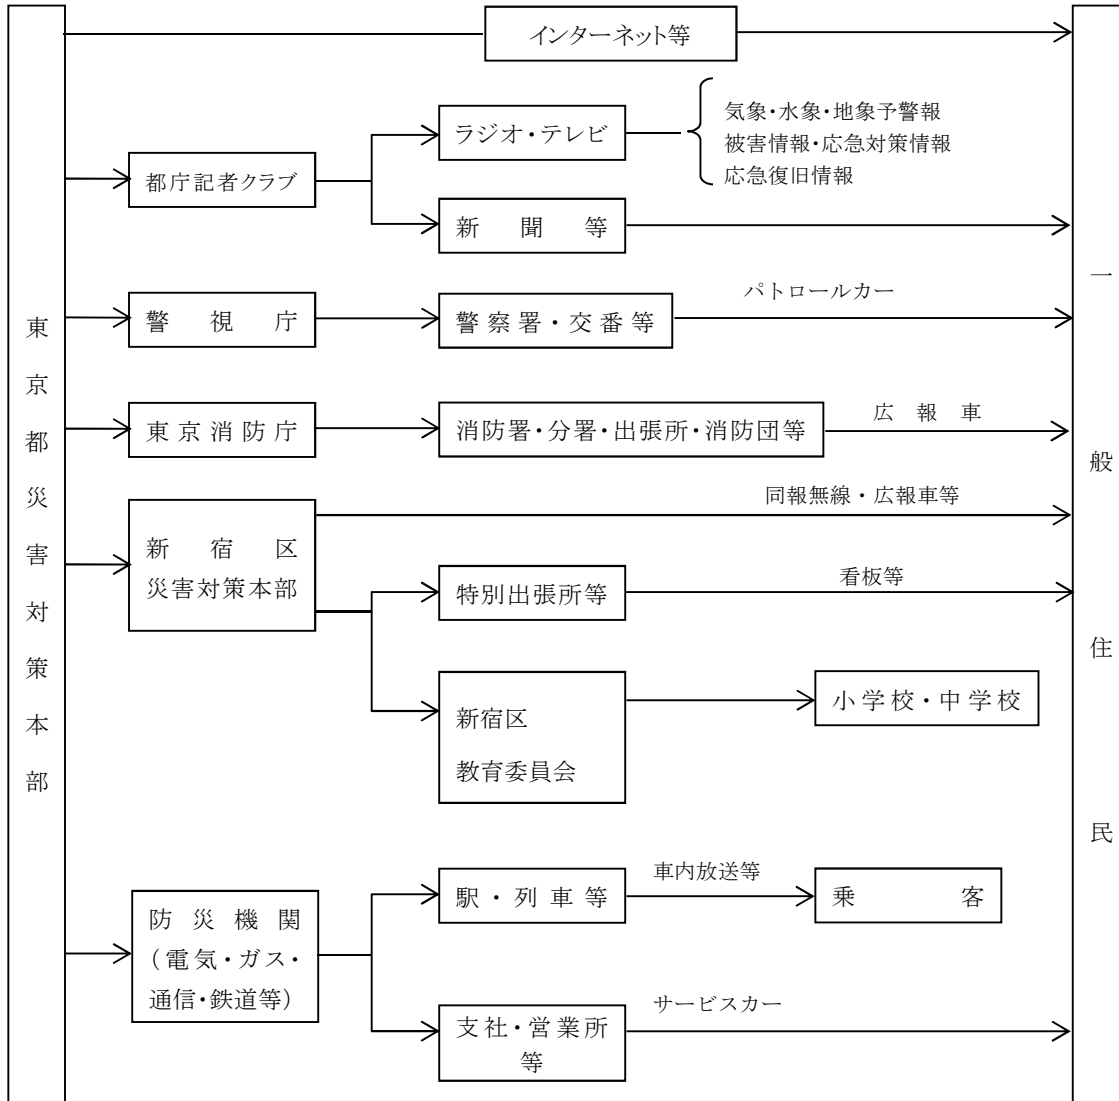 東京都災害対策本部
インターネット等
都庁記者クラブ
ラジオ・テレビ
気象・水象・地象予警報
被害情報・応急対策情報
応急復旧情報
新聞等
警視庁
警察署・交番等
パトロールカー
東京消防庁
消防署・分署・出張所・消防団等
広報車
新宿区
災害対策本部
同報無線・広報車等
特別出張所等
看板等
新宿区
教育委員会
小学校・中学校
防災機関
(電気・ガス・
通信・鉄道等)
駅・列車等
車内放送等
乗客
支社・営業所
等
サービスカー
一般住民